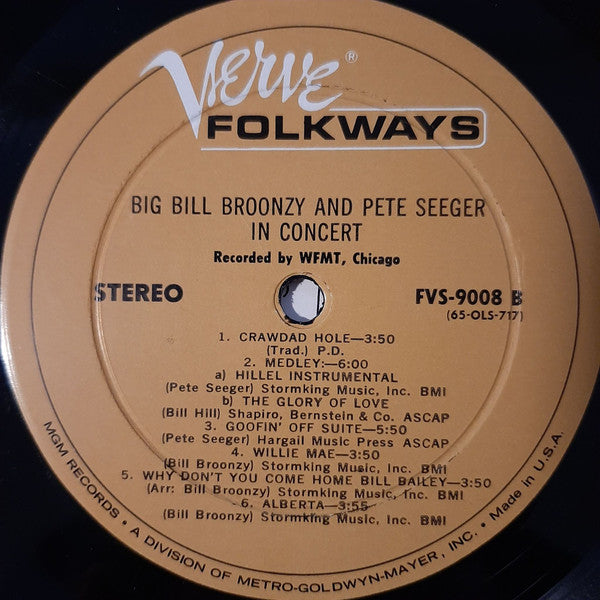 Verve®
FOLKWAYS
BIG BILL BROONZY AND PETE SEEGER
IN CONCERT
Recorded by WFMT, Chicago
STEREO
FVS-9008 B
(65-OLS-717)
1. CRAWDAD HOLE—3:50
(Trad.) P.D.
2. MEDLEY:—6:00
a) HILLEL INSTRUMENTAL
(Pete Seeger) Stormking Music, Inc. BMI
b) THE GLORY OF LOVE
(Bill Hill) Shapiro, Bernstein & Co. ASCAP
3. GOOFIN' OFF SUITE—5:50
(Pete Seeger) Hargail Music Press ASCAP
4. WILLIE MAE—3:50
(Bill Broonzy) Stormking Music, Inc. BMI
5. WHY DON'T YOU COME HOME BILL BAILEY—3:50
(Arr: Bill Broonzy) Stormking Music, Inc. BMI
6. ALBERTA—3:55
(Bill Broonzy) Stormking Music, Inc. BMI
MGM RECORDS • A DIVISION OF METRO-GOLDWYN-MAYER, INC. • Made in U.S.A.